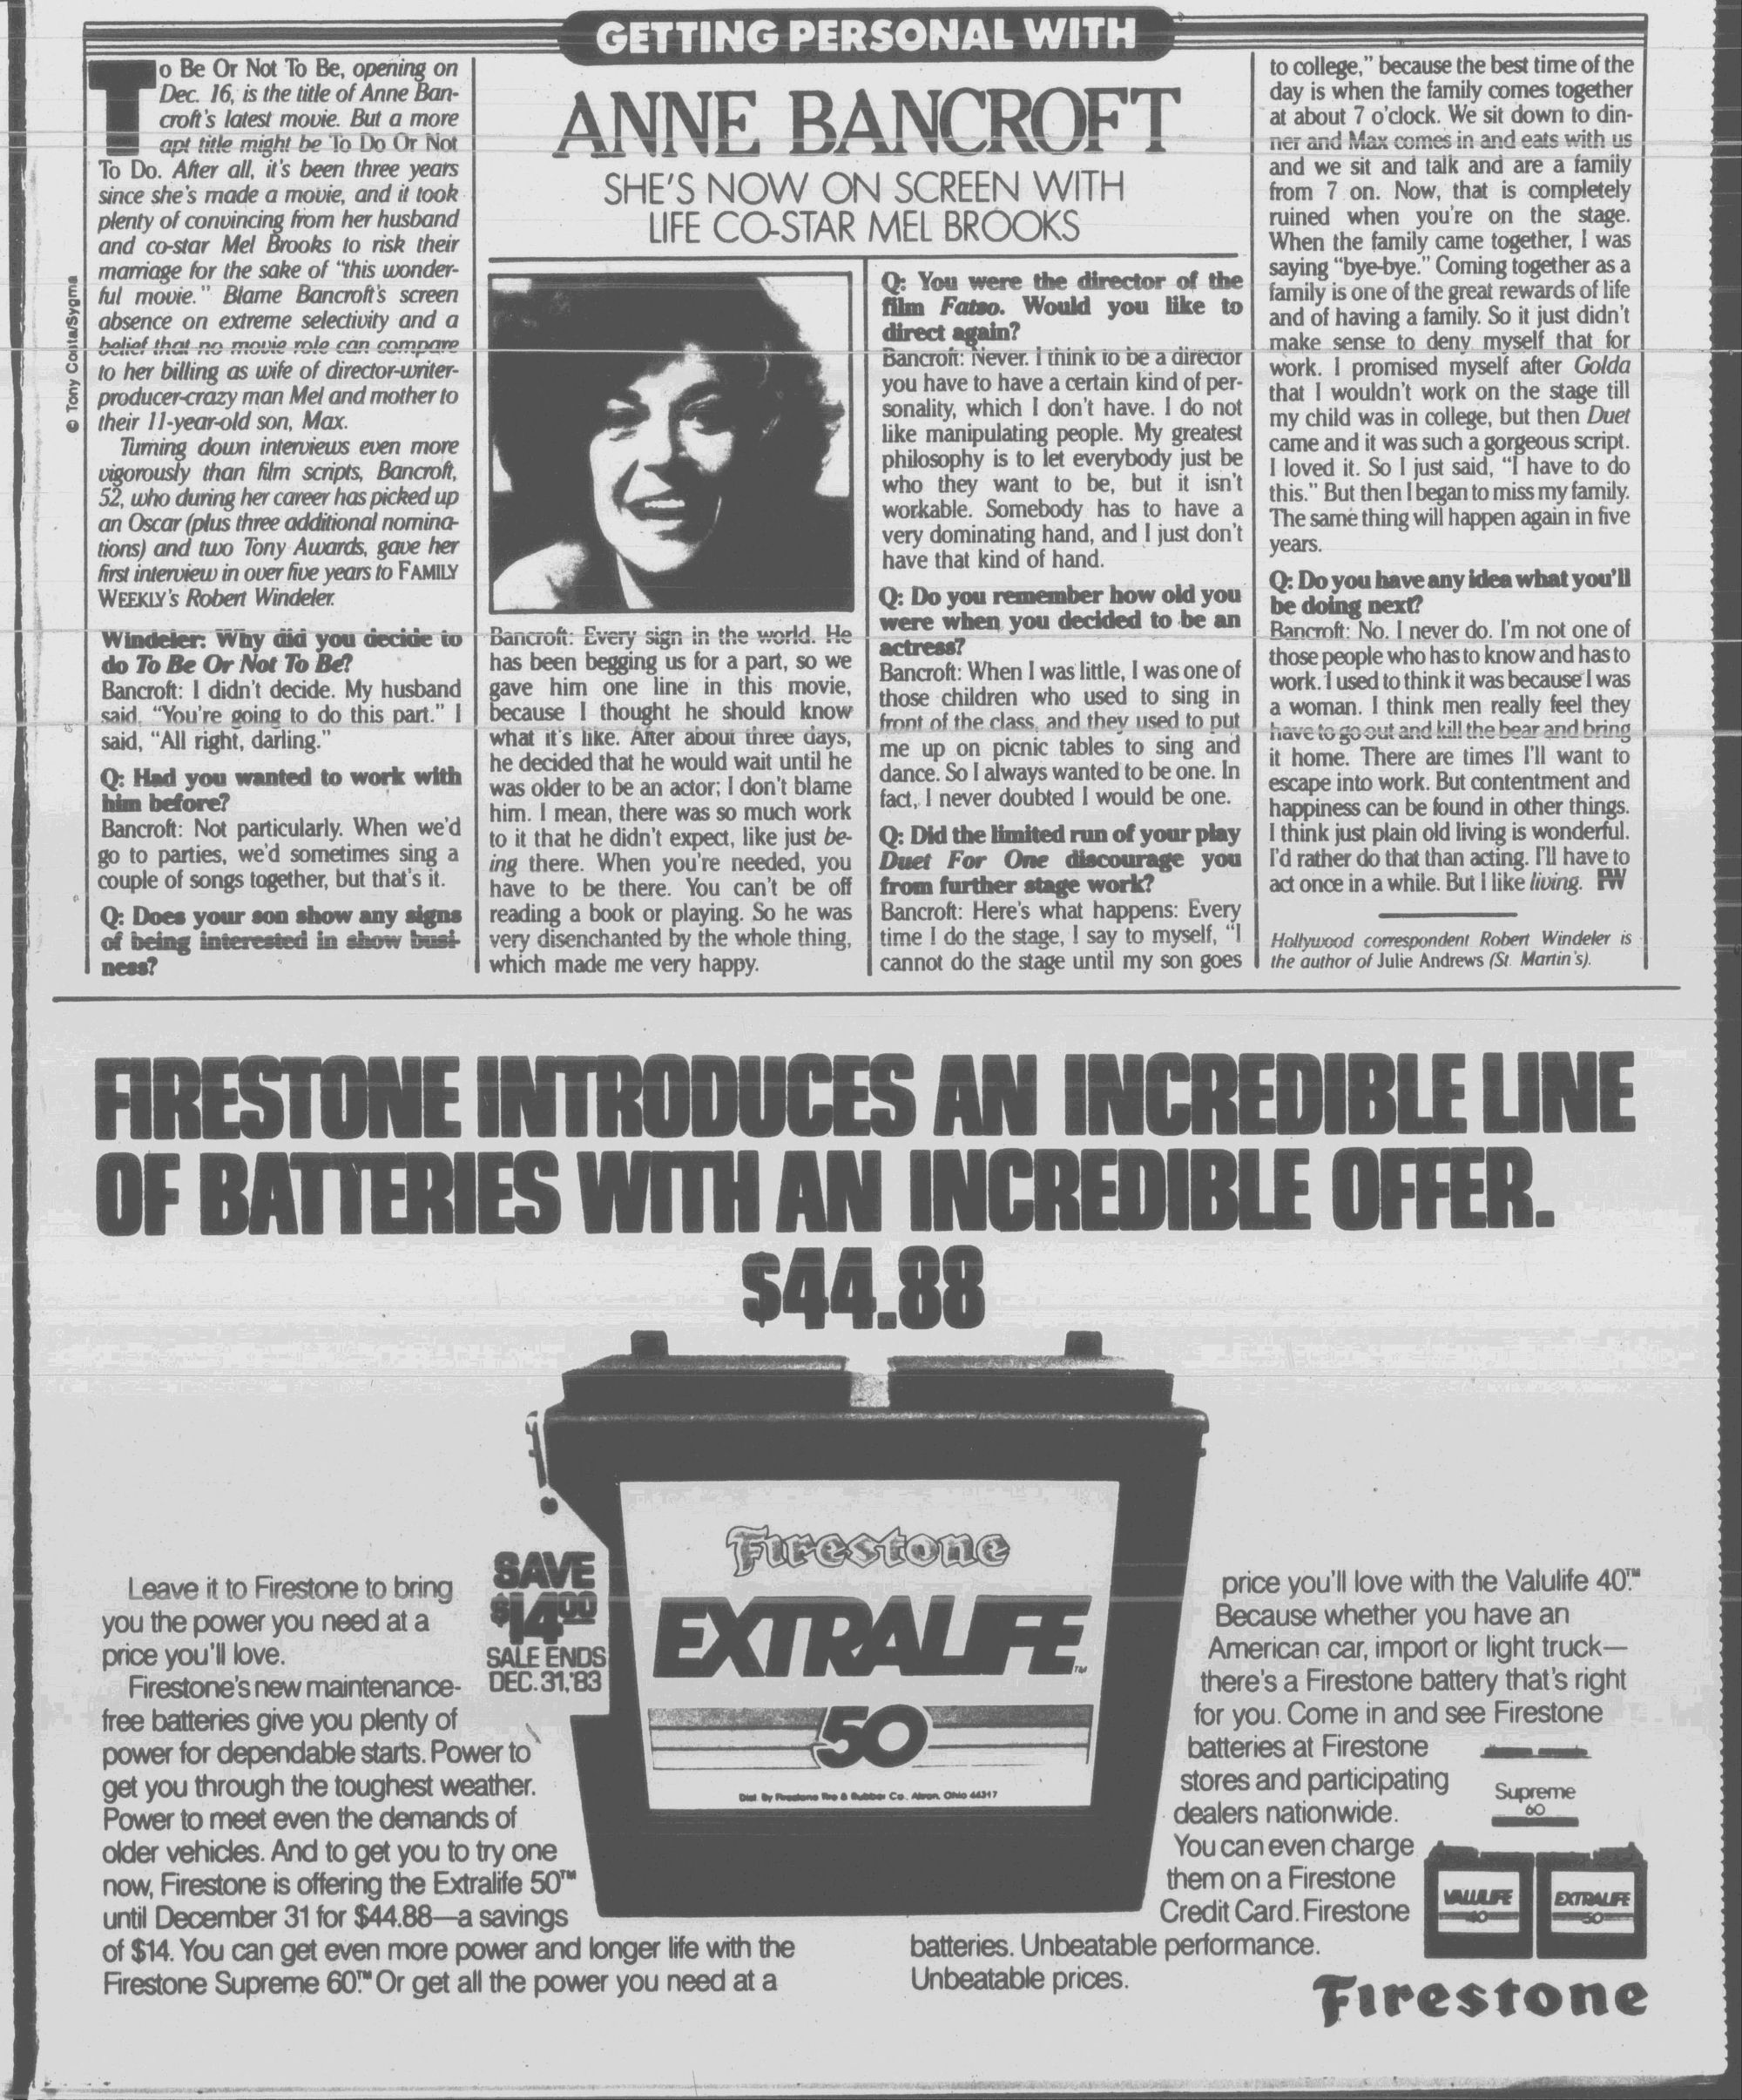 GETTING PERSONAL WITH
ANNE BANCROFT
SHE'S NOW ON SCREEN WITH
LIFE CO-STAR MEL BROOKS
To Be Or Not To Be, opening on
Dec. 16, is the title of Anne Ban-
croft's latest movie. But a more
apt title might be To Do Or Not
To Do. After all, it's been three years
since she's made a movie, and it took
plenty of convincing from her husband
and co-star Mel Brooks to risk their
marriage for the sake of "this wonder-
ful movie." Blame Bancroft's screen
absence on extreme selectivity and a
belief that no movie role can compare
to her billing as wife of director-writer-
producer-crazy man Mel and mother to
their 11-year-old son, Max.
Turning down interviews even more
vigorously than film scripts, Bancroft,
52, who during her career has picked up
an Oscar (plus three additional nomina-
tions) and two Tony Awards, gave her
first interview in over five years to FAMILY
WEEKLY's Robert Windeler.
Windeler: Why did you decide to
do To Be Or Not To Be?
Bancroft: I didn't decide. My husband
said, "You're going to do this part." I
said, "All right, darling."
Q: Had you wanted to work with
him before?
Bancroft: Not particularly. When we'd
go to parties, we'd sometimes sing a
couple of songs together, but that's it.
Q: Does your son show any signs
of being interested in show busi-
ness?
© Tony Costa/Sygma
Bancroft: Every sign in the world. He
has been begging us for a part, so we
gave him one line in this movie,
because I thought he should know
what it's like. After about three days,
he decided that he would wait until he
was older to be an actor; I don't blame
him. I mean, there was so much work
to it that he didn't expect, like just be-
ing there. When you're needed, you
have to be there. You can't be off
reading a book or playing. So he was
very disenchanted by the whole thing,
which made me very happy.
Q: You were the director of the
film Fatso. Would you like to
direct again?
Bancroft: Never. I think to be a director
you have to have a certain kind of per-
sonality, which I don't have. I do not
like manipulating people. My greatest
philosophy is to let everybody just be
who they want to be, but it isn't
workable. Somebody has to have a
very dominating hand, and I just don't
have that kind of hand.
Q: Do you remember how old you
were when you decided to be an
actress?
Bancroft: When I was little, I was one of
those children who used to sing in
front of the class, and they used to put
me up on picnic tables to sing and
dance. So I always wanted to be one. In
fact, I never doubted I would be one.
Q: Did the limited run of your play
Duet For One discourage you
from further stage work?
Bancroft: Here's what happens: Every
time I do the stage, I say to myself, "I
cannot do the stage until my son goes
to college," because the best time of the
day is when the family comes together
at about 7 o'clock. We sit down to din-
ner and Max comes in and eats with us
and we sit and talk and are a family
from 7 on. Now, that is completely
ruined when you're on the stage.
When the family came together, I was
saying "bye-bye." Coming together as a
family is one of the great rewards of life
and of having a family. So it just didn't
make sense to deny myself that for
work. I promised myself after Golda
that I wouldn't work on the stage till
my child was in college, but then Duet
came and it was such a gorgeous script.
I loved it. So I just said, "I have to do
this." But then I began to miss my family.
The same thing will happen again in five
years.
Q: Do you have any idea what you'll
be doing next?
Bancroft: No. I never do. I'm not one of
those people who has to know and has to
work. I used to think it was because I was
a woman. I think men really feel they
have to go out and kill the bear and bring
it home. There are times I'll want to
escape into work. But contentment and
happiness can be found in other things.
I think just plain old living is wonderful.
I'd rather do that than acting. I'll have to
act once in a while. But I like living. FW
Hollywood correspondent Robert Windeler is
the author of Julie Andrews (St. Martin's).
FIRESTONE INTRODUCES AN INCREDIBLE LINE
OF BATTERIES WITH AN INCREDIBLE OFFER.
$44.88
SAVE
$14.00
SALE ENDS
DEC. 31, '83
Firestone
EXTRALIFE™
50
Dist. By Firestone Tire & Rubber Co., Akron, Ohio 44317
Leave it to Firestone to bring
you the power you need at a
price you'll love.
Firestone's new maintenance-
free batteries give you plenty of
power for dependable starts. Power to
get you through the toughest weather.
Power to meet even the demands of
older vehicles. And to get you to try one
now, Firestone is offering the Extralife 50™
until December 31 for $44.88—a savings
of $14. You can get even more power and longer life with the
Firestone Supreme 60.™ Or get all the power you need at a
price you'll love with the Valulife 40.™
Because whether you have an
American car, import or light truck—
there's a Firestone battery that's right
for you. Come in and see Firestone
batteries at Firestone
stores and participating
dealers nationwide.
You can even charge
them on a Firestone
Credit Card. Firestone
batteries. Unbeatable performance.
Unbeatable prices.
Supreme
60
VALULIFE
40
EXTRALIFE
50
Firestone